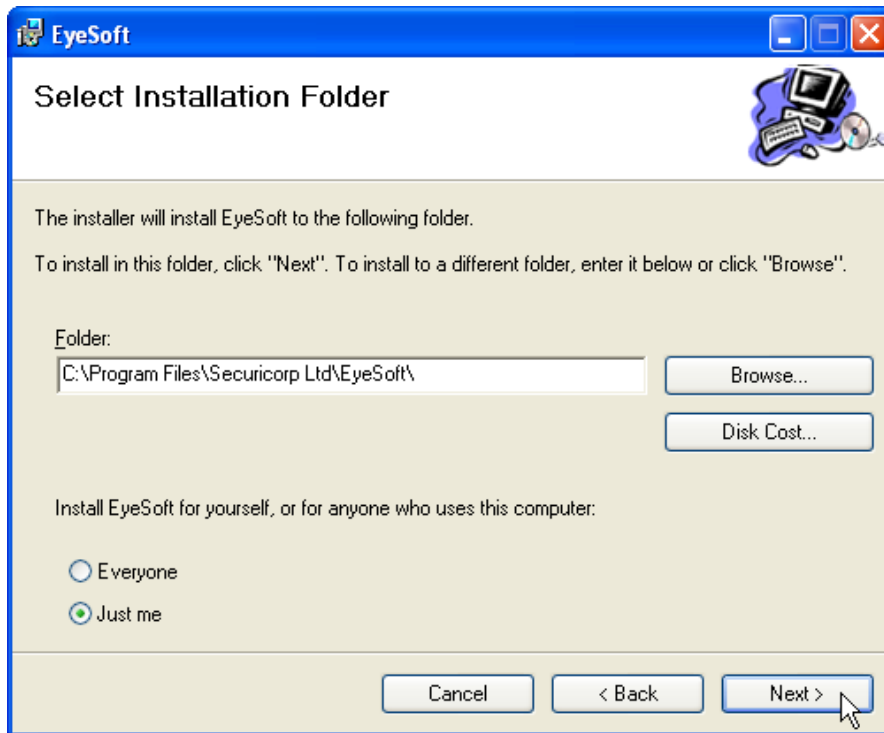 EyeSoft
Select Installation Folder
The installer will install EyeSoft to the following folder.
To install in this folder, click "Next". To install to a different folder, enter it below or click "Browse".
Folder:
C:\Program Files\Securicorp Ltd\EyeSoft\
Browse...
Disk Cost...
Install EyeSoft for yourself, or for anyone who uses this computer:
Everyone
Just me
Cancel
< Back
Next >